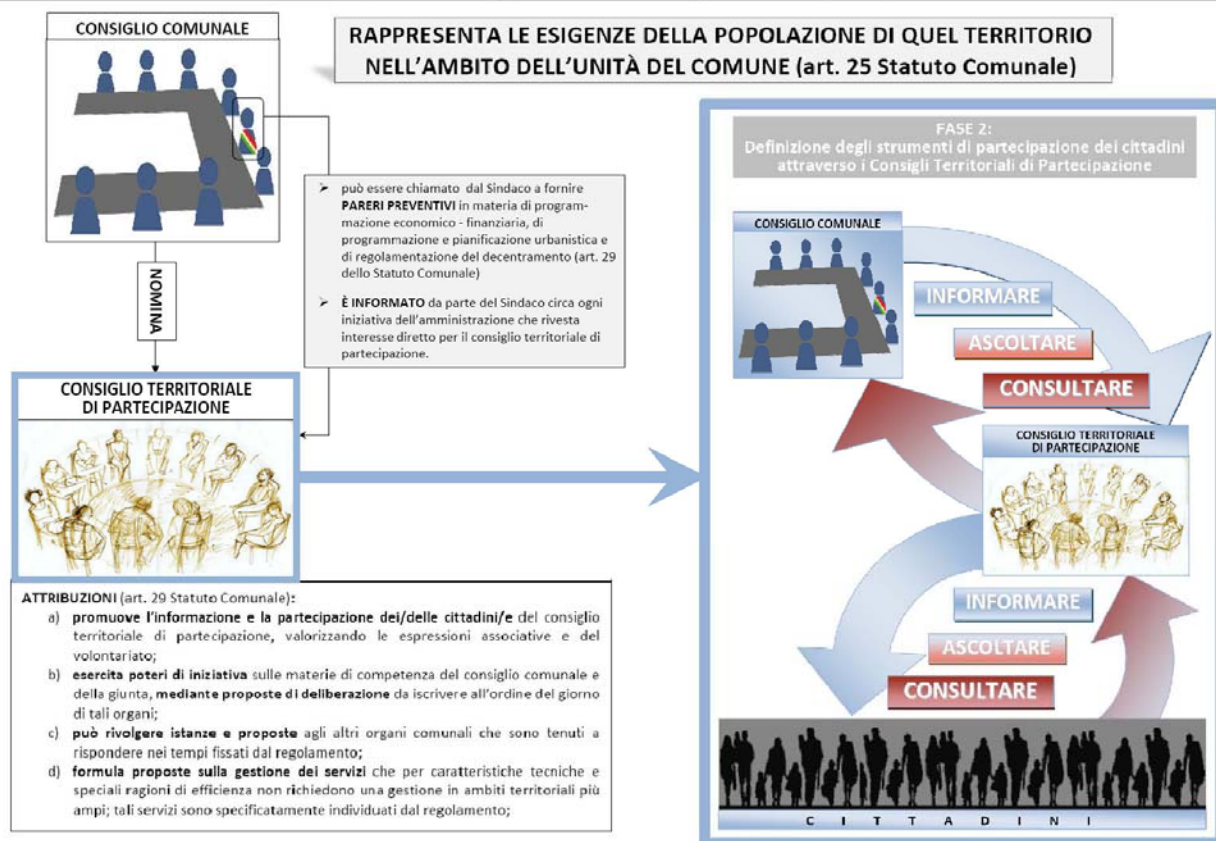 CONSIGLIO COMUNALE
RAPPRESENTA LE ESIGENZE DELLA POPOLAZIONE DI QUEL TERRITORIO
NELL'AMBITO DELL'UNITÀ DEL COMUNE (art. 25 Statuto Comunale)
➢ può essere chiamato dal Sindaco a fornire
PARERI PREVENTIVI in materia di program-
mazione economico - finanziaria, di
programmazione e pianificazione urbanistica e
di regolamentazione del decentramento (art. 29
dello Statuto Comunale)
➢ È INFORMATO da parte del Sindaco circa ogni
iniziativa dell'amministrazione che rivesta
interesse diretto per il consiglio territoriale di
partecipazione.
NOMINA
CONSIGLIO TERRITORIALE
DI PARTECIPAZIONE
ATTRIBUZIONI (art. 29 Statuto Comunale):
a) promuove l'informazione e la partecipazione dei/delle cittadini/e del consiglio
territoriale di partecipazione, valorizzando le espressioni associative e del
volontariato;
b) esercita poteri di iniziativa sulle materie di competenza del consiglio comunale e
della giunta, mediante proposte di deliberazione da iscrivere all'ordine del giorno
di tali organi;
c) può rivolgere istanze e proposte agli altri organi comunali che sono tenuti a
rispondere nei tempi fissati dal regolamento;
d) formula proposte sulla gestione dei servizi che per caratteristiche tecniche e
speciali ragioni di efficienza non richiedono una gestione in ambiti territoriali più
ampi; tali servizi sono specificatamente individuati dal regolamento;
FASE 2:
Definizione degli strumenti di partecipazione dei cittadini
attraverso i Consigli Territoriali di Partecipazione
CONSIGLIO COMUNALE
INFORMARE
ASCOLTARE
CONSULTARE
CONSIGLIO TERRITORIALE
DI PARTECIPAZIONE
INFORMARE
ASCOLTARE
CONSULTARE
C I T T A D I N I